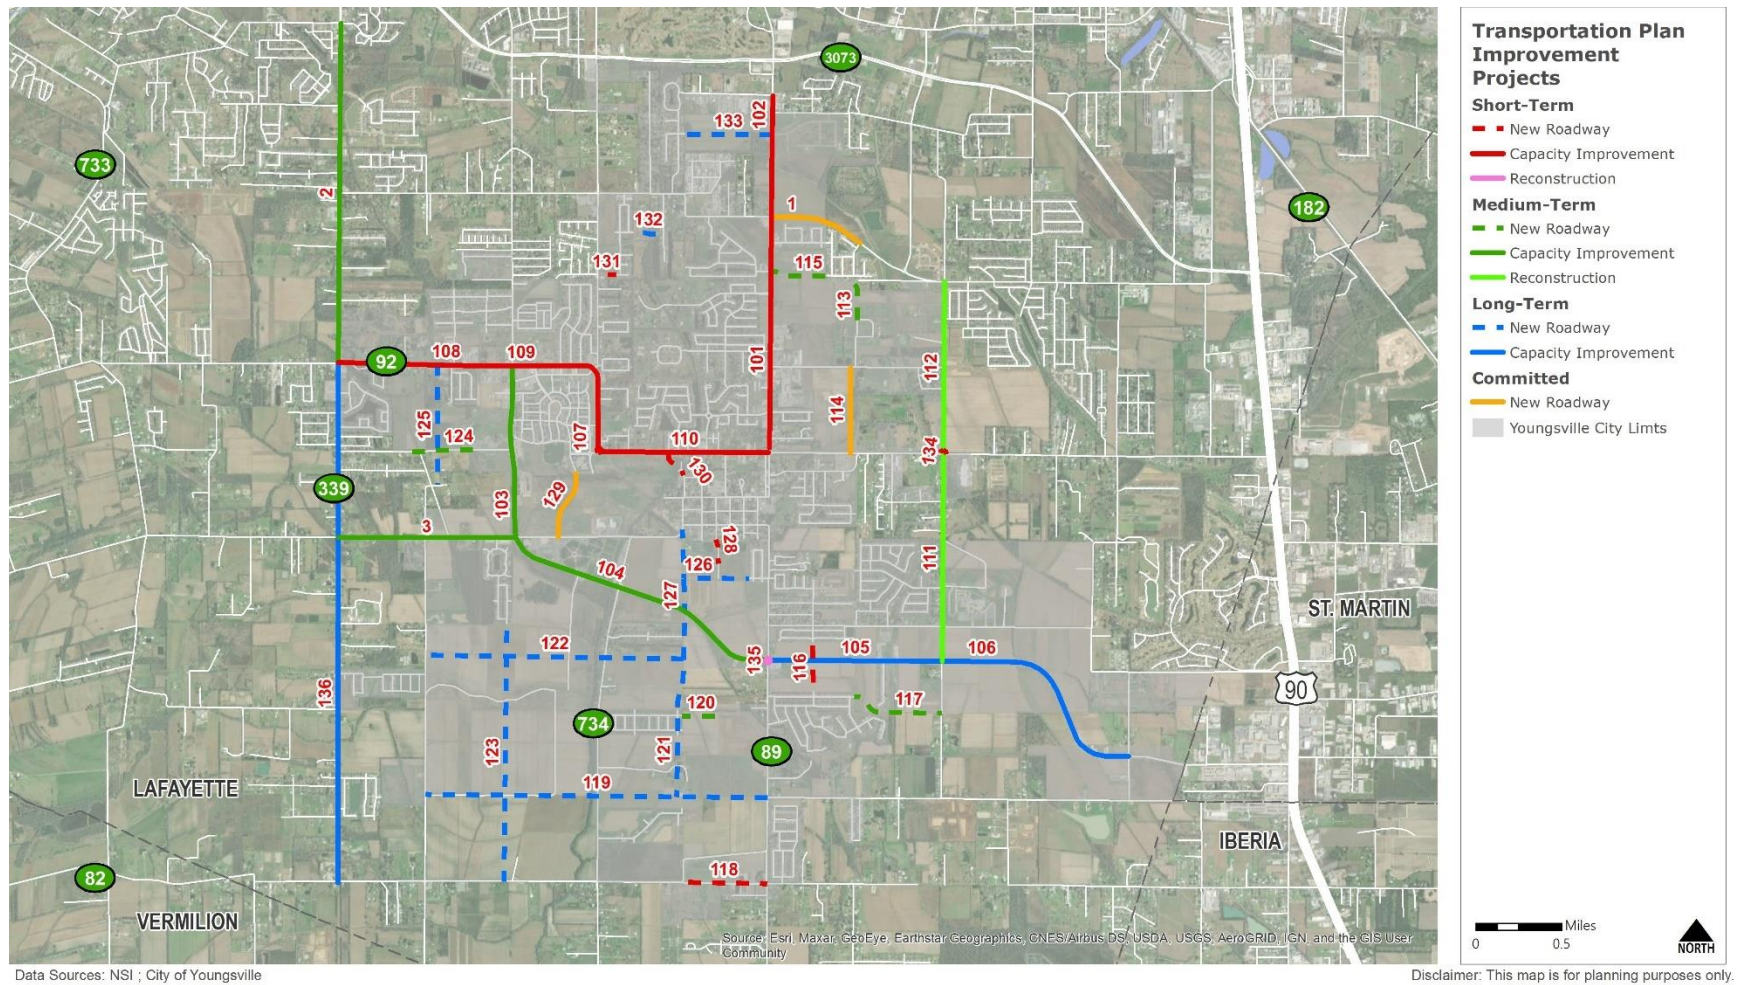 3073
102
133
733
2
182
1
132
131
115
113
92
108
109
101
112
125
124
107
110
114
134
130
339
129
103
3
128
104
126
111
127
ST. MARTIN
122
135
116
105
106
136
90
120
117
734
121
123
89
119
LAFAYETTE
IBERIA
82
118
VERMILION
Source: Esri, Maxar, GeoEye, Earthstar Geographics, CNES/Airbus DS, USDA, USGS, AeroGRID, IGN, and the GIS User
Community
Transportation Plan
Improvement
Projects
Short-Term
New Roadway
Capacity Improvement
Reconstruction
Medium-Term
New Roadway
Capacity Improvement
Reconstruction
Long-Term
New Roadway
Capacity Improvement
Committed
New Roadway
Youngsville City Limts
Miles
0 0.5
NORTH
Data Sources: NSI ; City of Youngsville
Disclaimer: This map is for planning purposes only.